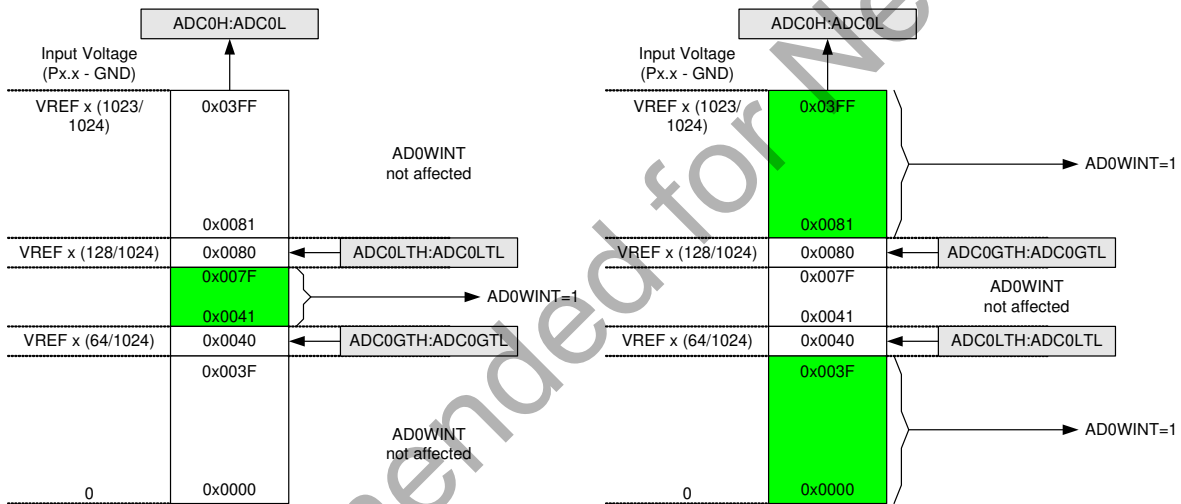 ADC0H:ADC0L
Input Voltage
(Px.x - GND)
VREF x (1023/
1024)
0x03FF
AD0WINT
not affected
0x0081
VREF x (128/1024)
0x0080
ADC0LTH:ADC0LTL
0x007F
AD0WINT=1
0x0041
VREF x (64/1024)
0x0040
ADC0GTH:ADC0GTL
0x003F
AD0WINT
not affected
0
0x0000
ADC0H:ADC0L
Input Voltage
(Px.x - GND)
VREF x (1023/
1024)
0x03FF
AD0WINT=1
0x0081
VREF x (128/1024)
0x0080
ADC0GTH:ADC0GTL
0x007F
AD0WINT
not affected
0x0041
VREF x (64/1024)
0x0040
ADC0LTH:ADC0LTL
0x003F
AD0WINT=1
0
0x0000
mended for Ne